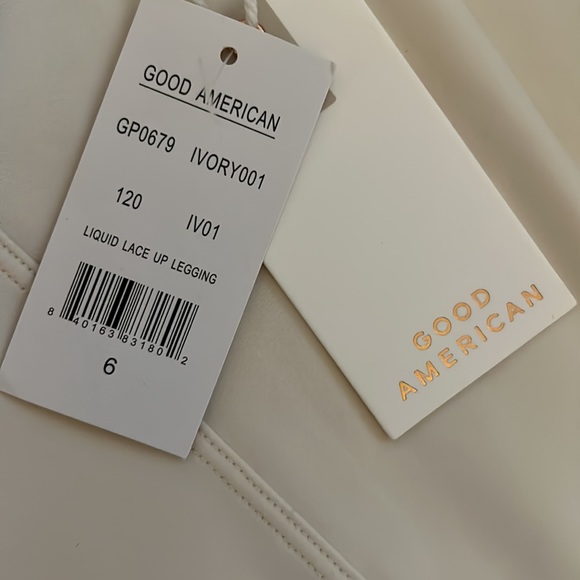 GOOD AMERICAN
GP0679 IVORY001
120 IV01
LIQUID LACE UP LEGGING
8 40163 83180 2
6
GOOD
AMERICAN